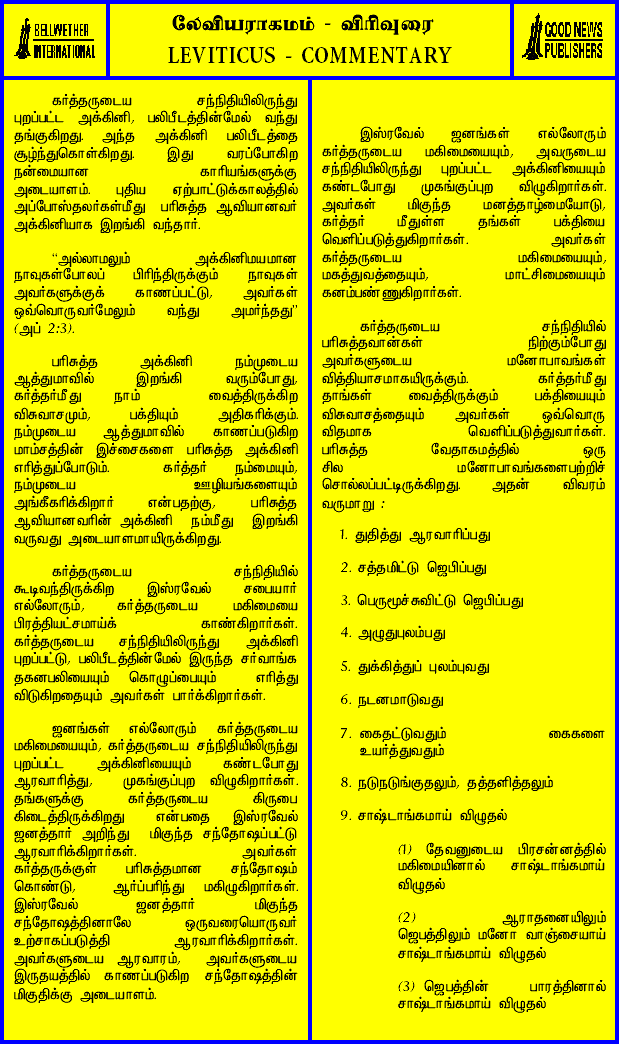 BELLWETHER
INTERNATIONAL
லேவியராகமம் - விரிவுரை
LEVITICUS - COMMENTARY
GOOD NEWS
PUBLISHERS
கர்த்தருடைய சந்நிதியிலிருந்து
புறப்பட்ட அக்கினி, பலிபீடத்தின்மேல் வந்து
தங்குகிறது. அந்த அக்கினி பலிபீடத்தை
சூழ்ந்துகொள்கிறது. இது வரப்போகிற
நன்மையான காரியங்களுக்கு
அடையாளம். புதிய ஏற்பாட்டுக்காலத்தில்
அப்போஸ்தலர்கள்மீது பரிசுத்த ஆவியானவர்
அக்கினியாக இறங்கி வந்தார்.
“அல்லாமலும் அக்கினிமயமான
நாவுகள்போலப் பிரிந்திருக்கும் நாவுகள்
அவர்களுக்குக் காணப்பட்டு, அவர்கள்
ஒவ்வொருவர்மேலும் வந்து அமர்ந்தது”
(அப் 2:3).
பரிசுத்த அக்கினி நம்முடைய
ஆத்துமாவில் இறங்கி வரும்போது,
கர்த்தர்மீது நாம் வைத்திருக்கிற
விசுவாசமும், பக்தியும் அதிகரிக்கும்.
நம்முடைய ஆத்துமாவில் காணப்படுகிற
மாம்சத்தின் இச்சைகளை பரிசுத்த அக்கினி
எரித்துப்போடும். கர்த்தர் நம்மையும்,
நம்முடைய ஊழியங்களையும்
அங்கீகரிக்கிறார் என்பதற்கு, பரிசுத்த
ஆவியானவரின் அக்கினி நம்மீது இறங்கி
வருவது அடையாளமாயிருக்கிறது.
கர்த்தருடைய சந்நிதியில்
கூடிவந்திருக்கிற இஸ்ரவேல் சபையார்
எல்லோரும், கர்த்தருடைய மகிமையை
பிரத்தியட்சமாய்க் காண்கிறார்கள்.
கர்த்தருடைய சந்நிதியிலிருந்து அக்கினி
புறப்பட்டு, பலிபீடத்தின்மேல் இருந்த சர்வாங்க
தகனபலியையும் கொழுப்பையும் எரித்து
விடுகிறதையும் அவர்கள் பார்க்கிறார்கள்.
ஜனங்கள் எல்லோரும் கர்த்தருடைய
மகிமையையும், கர்த்தருடைய சந்நிதியிலிருந்து
புறப்பட்ட அக்கினியையும் கண்டபோது
ஆரவாரித்து, முகங்குப்புற விழுகிறார்கள்.
தங்களுக்கு கர்த்தருடைய கிருபை
கிடைத்திருக்கிறது என்பதை இஸ்ரவேல்
ஜனத்தார் அறிந்து மிகுந்த சந்தோஷப்பட்டு
ஆரவாரிக்கிறார்கள். அவர்கள்
கர்த்தருக்குள் பரிசுத்தமான சந்தோஷம்
கொண்டு, ஆர்ப்பரிந்து மகிழுகிறார்கள்.
இஸ்ரவேல் ஜனத்தார் மிகுந்த
சந்தோஷத்தினாலே ஒருவரையொருவர்
உற்சாகப்படுத்தி ஆரவாரிக்கிறார்கள்.
அவர்களுடைய ஆரவாரம், அவர்களுடைய
இருதயத்தில் காணப்படுகிற சந்தோஷத்தின்
மிகுதிக்கு அடையாளம்.
இஸ்ரவேல் ஜனங்கள் எல்லோரும்
கர்த்தருடைய மகிமையையும், அவருடைய
சந்நிதியிலிருந்து புறப்பட்ட அக்கினியையும்
கண்டபோது முகங்குப்புற விழுகிறார்கள்.
அவர்கள் மிகுந்த மனத்தாழ்மையோடு,
கர்த்தர் மீதுள்ள தங்கள் பக்தியை
வெளிப்படுத்துகிறார்கள். அவர்கள்
கர்த்தருடைய மகிமையையும்,
மகத்துவத்தையும், மாட்சிமையையும்
கனம்பண்ணுகிறார்கள்.
கர்த்தருடைய சந்நிதியில்
பரிசுத்தவான்கள் நிற்கும்போது
அவர்களுடைய மனோபாவங்கள்
வித்தியாசமாகயிருக்கும். கர்த்தர்மீது
தாங்கள் வைத்திருக்கும் பக்தியையும்
விசுவாசத்தையும் அவர்கள் ஒவ்வொரு
விதமாக வெளிப்படுத்துவார்கள்.
பரிசுத்த வேதாகமத்தில் ஒரு
சில மனோபாவங்களைபற்றிச்
சொல்லப்பட்டிருக்கிறது. அதன் விவரம்
வருமாறு :
1. துதித்து ஆரவாரிப்பது
2. சத்தமிட்டு ஜெபிப்பது
3. பெருமூச்சுவிட்டு ஜெபிப்பது
4. அழுதுபுலம்பது
5. துக்கித்துப் புலம்புவது
6. நடனமாடுவது
7. கைதட்டுவதும் கைகளை
உயர்த்துவதும்
8. நடுநடுங்குதலும், தத்தளித்தலும்
9. சாஷ்டாங்கமாய் விழுதல்
(1) தேவனுடைய பிரசன்னத்தில்
மகிமையினால் சாஷ்டாங்கமாய்
விழுதல்
(2) ஆராதனையிலும்
ஜெபத்திலும் மனோ வாஞ்சையாய்
சாஷ்டாங்கமாய் விழுதல்
(3) ஜெபத்தின் பாரத்தினால்
சாஷ்டாங்கமாய் விழுதல்